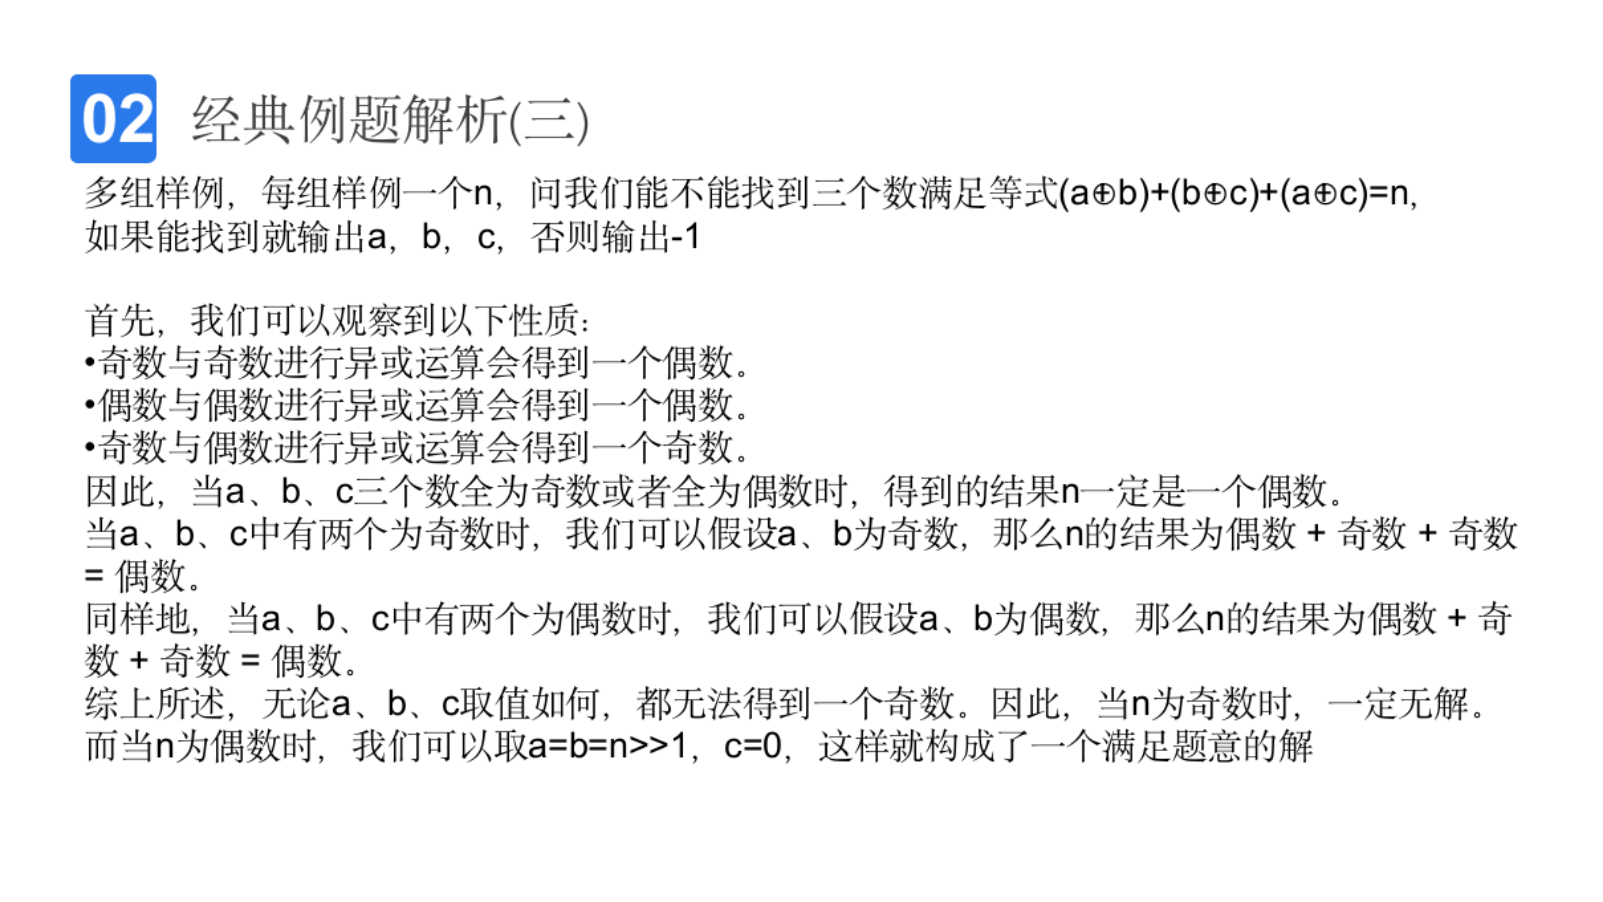 02 经典例题解析(三)
多组样例，每组样例一个n，问我们能不能找到三个数满足等式(a⊕b)+(b⊕c)+(a⊕c)=n，
如果能找到就输出a，b，c，否则输出-1
首先，我们可以观察到以下性质：
•奇数与奇数进行异或运算会得到一个偶数。
•偶数与偶数进行异或运算会得到一个偶数。
•奇数与偶数进行异或运算会得到一个奇数。
因此，当a、b、c三个数全为奇数或者全为偶数时，得到的结果n一定是一个偶数。
当a、b、c中有两个为奇数时，我们可以假设a、b为奇数，那么n的结果为偶数 + 奇数 + 奇数
= 偶数。
同样地，当a、b、c中有两个为偶数时，我们可以假设a、b为偶数，那么n的结果为偶数 + 奇
数 + 奇数 = 偶数。
综上所述，无论a、b、c取值如何，都无法得到一个奇数。因此，当n为奇数时，一定无解。
而当n为偶数时，我们可以取a=b=n>>1，c=0，这样就构成了一个满足题意的解